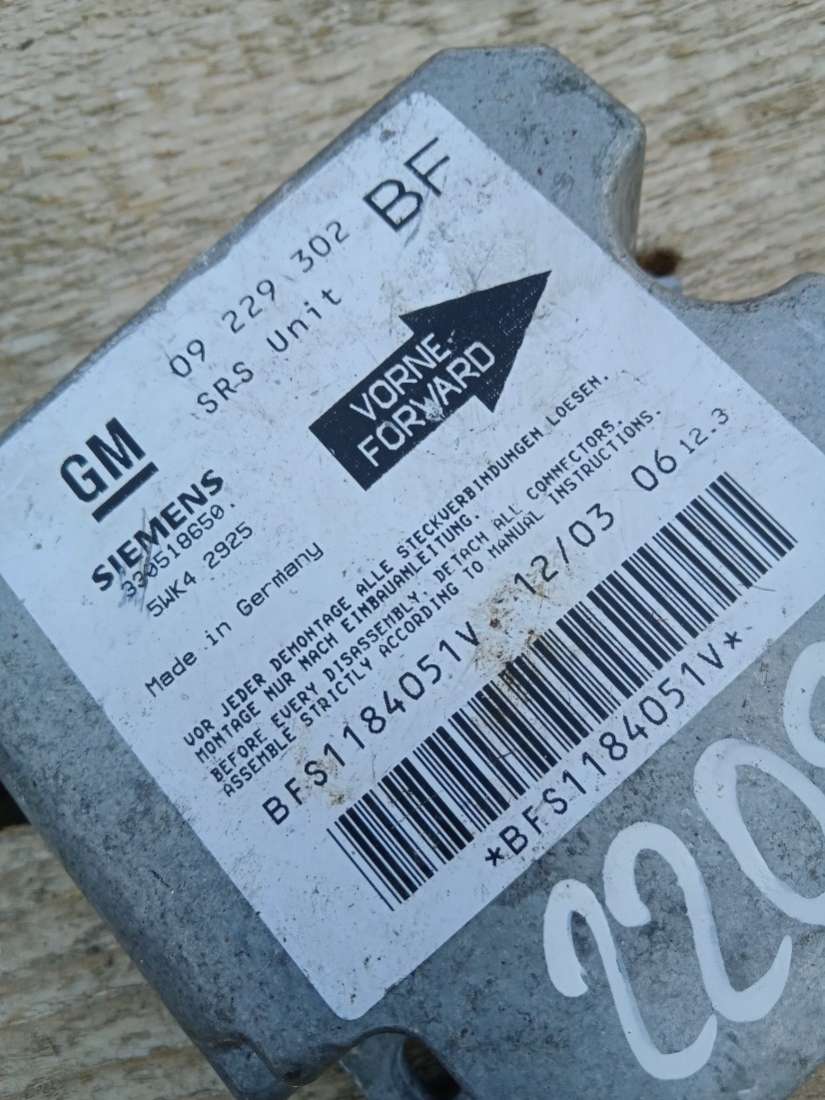 09 229 302 BF
SRS Unit
VORNE
FORWARD
GM
SIEMENS
330518650.
5WK4 2925
Made in Germany
VOR JEDER DEMONTAGE ALLE STECKVERBINDUNGEN LOESEN.
MONTAGE NUR NACH EINBAUANLEITUNG.
BEFORE EVERY DISASSEMBLY, DETACH ALL CONNECTORS.
ASSEMBLE STRICTLY ACCORDING TO MANUAL INSTRUCTIONS.
BFS1184051V 12/03 06 12.3
*BFS1184051V*